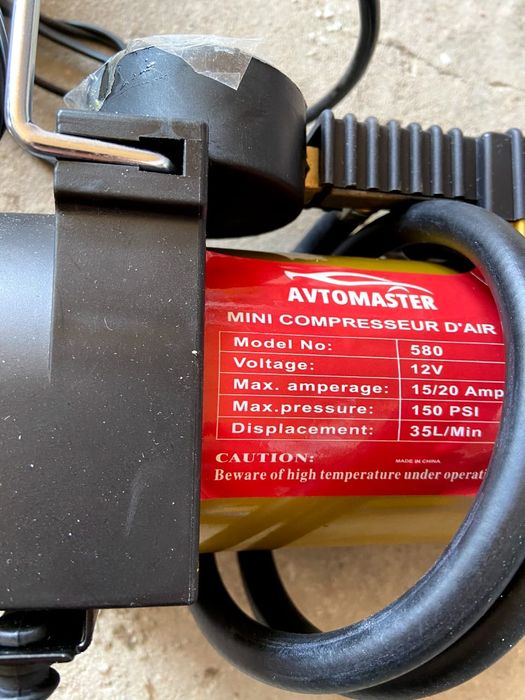 AVTOMASTER
MINI COMPRESSEUR D'AIR
Model No: 580
Voltage: 12V
Max. amperage: 15/20 Amp
Max.pressure: 150 PSI
Displacement: 35L/Min
CAUTION: MADE IN CHINA
Beware of high temperature under